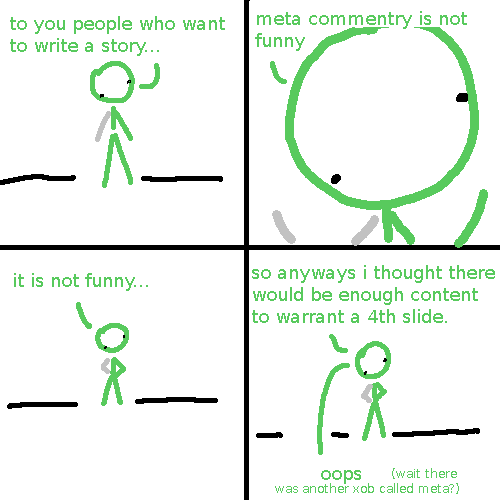 to you people who want
to write a story...
meta commentry is not
funny
it is not funny...
so anyways i thought there
would be enough content
to warrant a 4th slide.
oops
(wait there
was another xob called meta?)